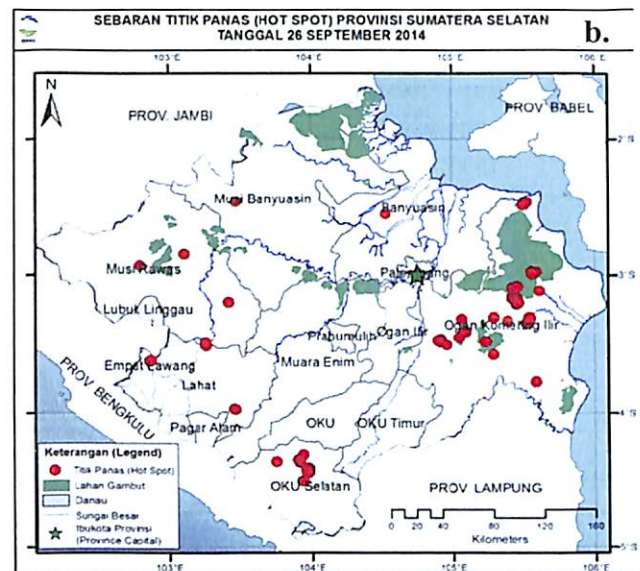 SEBARAN TITIK PANAS (HOT SPOT) PROVINSI SUMATERA SELATAN
TANGGAL 26 SEPTEMBER 2014
b.
103°E 104°E 105°E 106°E
N
PROV. JAMBI
PROV BABEL
2°S
Musi Banyuasin
Banyuasin
Musi Rawas
Palembang
3°S
Lubuk Linggau
Prabumulih
Ogan Ilir
Ogan Komering Ilir
Empat Lawang
Muara Enim
Lahat
PROV BENGKULU
Pagar Alam
OKU
OKU Timur
4°S
OKU Selatan
PROV LAMPUNG
Keterangan (Legend)
Titik Panas (Hot Spot)
Lahan Gambut
Danau
Sungai Besar
Ibukota Provinsi
(Province Capital)
0 20 40 80 120 160
Kilometers
5°S
103°E 104°E 105°E 106°E